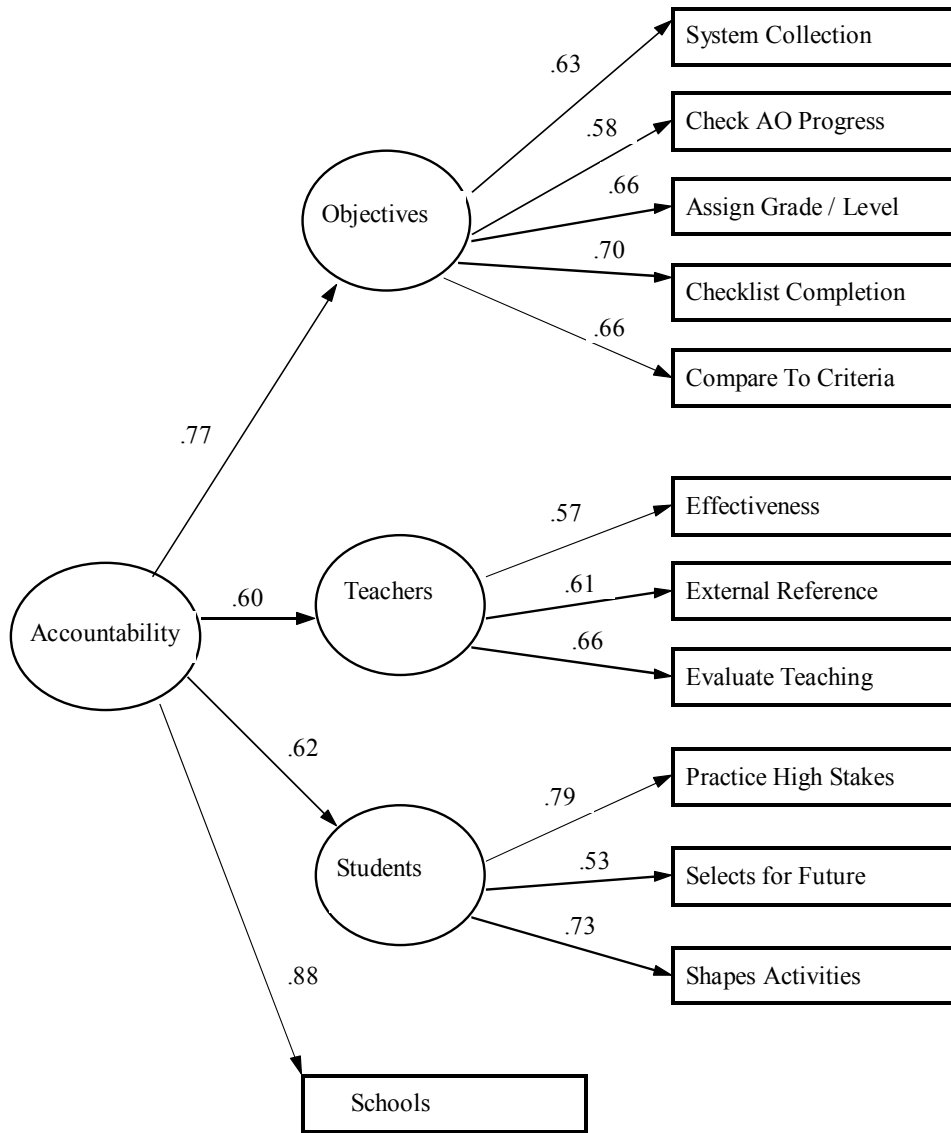 System Collection
.63
Check AO Progress
.58
.66
Assign Grade / Level
Objectives
.70
Checklist Completion
.66
Compare To Criteria
.77
Effectiveness
.57
Teachers
.61
External Reference
.60
Accountability
.66
Evaluate Teaching
.62
Practice High Stakes
.79
Students
.53
Selects for Future
.73
Shapes Activities
.88
Schools